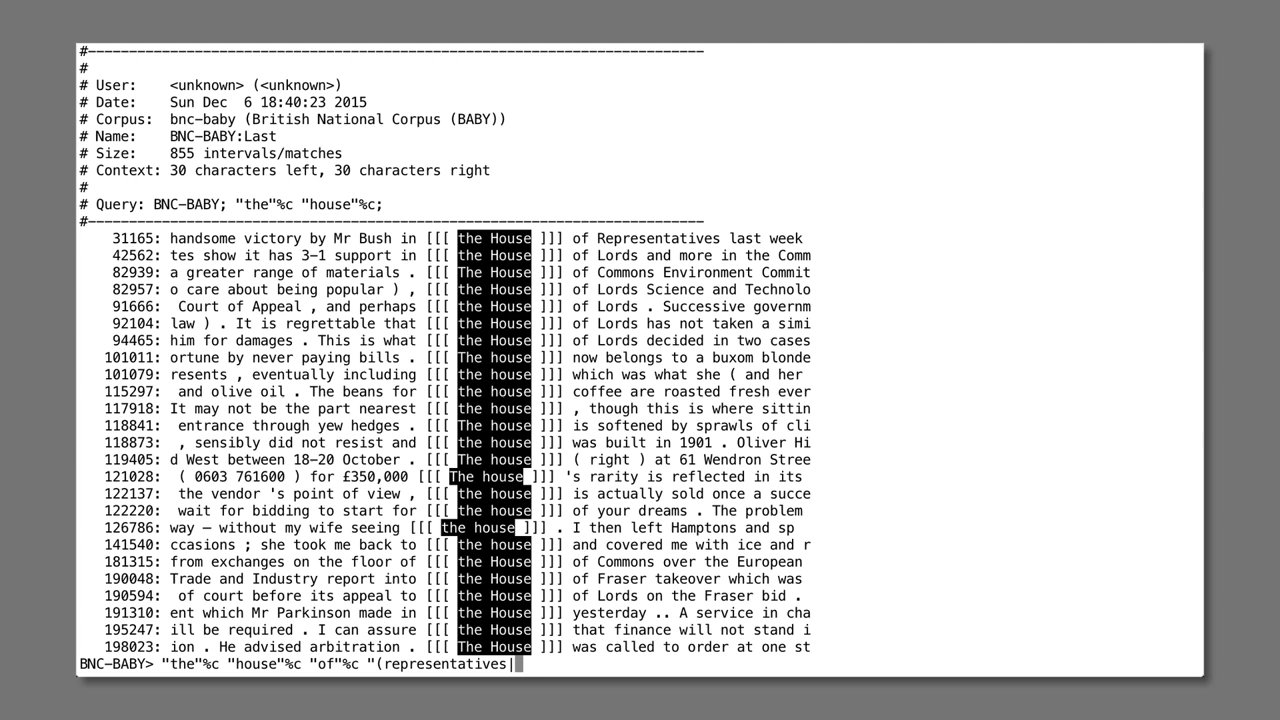 #---------------------------------------------------------------------------
#
# User:    <unknown> (<unknown>)
# Date:    Sun Dec  6 18:40:23 2015
# Corpus:  bnc-baby (British National Corpus (BABY))
# Name:    BNC-BABY:Last
# Size:    855 intervals/matches
# Context: 30 characters left, 30 characters right
#
# Query: BNC-BABY; "the"%c "house"%c;
#---------------------------------------------------------------------------
31165: handsome victory by Mr Bush in [[[ the House ]]] of Representatives last week
42562: tes show it has 3-1 support in [[[ the House ]]] of Lords and more in the Comm
82939: a greater range of materials . [[[ The House ]]] of Commons Environment Commit
82957: o care about being popular ) , [[[ the House ]]] of Lords Science and Technolo
91666:  Court of Appeal , and perhaps [[[ the House ]]] of Lords . Successive governm
92104: law ) . It is regrettable that [[[ the House ]]] of Lords has not taken a simi
94465: him for damages . This is what [[[ the House ]]] of Lords decided in two cases
101011: ortune by never paying bills . [[[ The house ]]] now belongs to a buxom blonde
101079: resents , eventually including [[[ the house ]]] which was what she ( and her
115297:  and olive oil . The beans for [[[ the house ]]] coffee are roasted fresh ever
117918: It may not be the part nearest [[[ the house ]]] , though this is where sittin
118841:  entrance through yew hedges . [[[ The house ]]] is softened by sprawls of cli
118873:  , sensibly did not resist and [[[ the house ]]] was built in 1901 . Oliver Hi
119405: d West between 18-20 October . [[[ The house ]]] ( right ) at 61 Wendron Stree
121028:  ( 0603 761600 ) for £350,000 [[[ The house ]]] 's rarity is reflected in its
122137:  the vendor 's point of view , [[[ the house ]]] is actually sold once a succe
122220:  wait for bidding to start for [[[ the house ]]] of your dreams . The problem
126786: way — without my wife seeing [[[ the house ]]] . I then left Hamptons and sp
141540: ccasions ; she took me back to [[[ the house ]]] and covered me with ice and r
181315: from exchanges on the floor of [[[ the House ]]] of Commons over the European
190048: Trade and Industry report into [[[ the House ]]] of Fraser takeover which was
190594:  of court before its appeal to [[[ the House ]]] of Lords on the Fraser bid .
191310: ent which Mr Parkinson made in [[[ the House ]]] yesterday .. A service in cha
195247: ill be required . I can assure [[[ the House ]]] that finance will not stand i
198023: ion . He advised arbitration . [[[ The House ]]] was called to order at one st
BNC-BABY> "the"%c "house"%c "of"%c "(representatives|